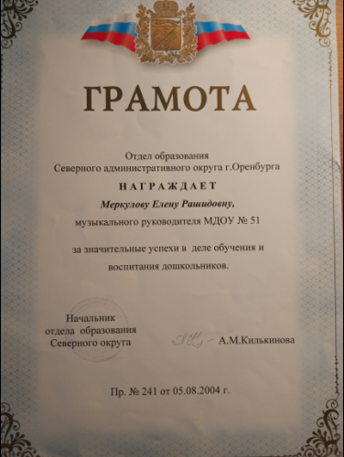 ГРАМОТА
Отдел образования
Северного административного округа г.Оренбурга
НАГРАЖДАЕТ
Меркулову Елену Рашидовну,
музыкального руководителя МДОУ № 51
за значительные успехи в деле обучения и
воспитания дошкольников.
Начальник
отдела образования
Северного округа
А.М.Килькинова
Пр. № 241 от 05.08.2004 г.